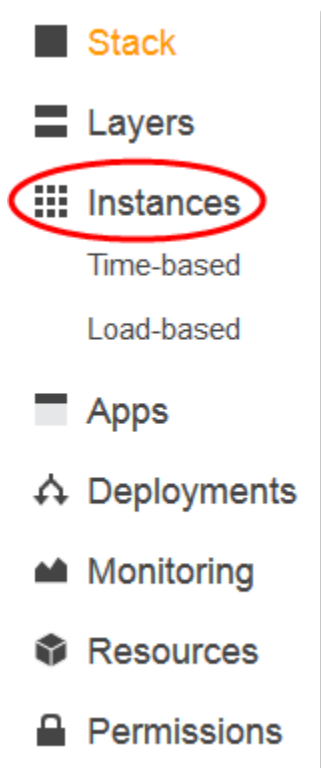 Stack
Layers
Instances
Time-based
Load-based
Apps
Deployments
Monitoring
Resources
Permissions